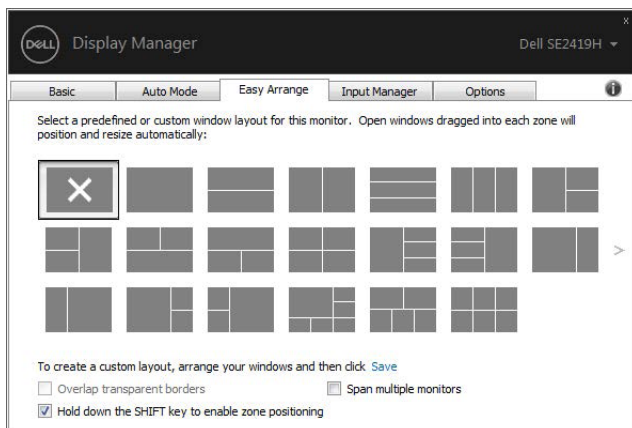 x
DELL Display Manager Dell SE2419H
Basic Auto Mode Easy Arrange Input Manager Options i
Select a predefined or custom window layout for this monitor. Open windows dragged into each zone will
position and resize automatically:
>
To create a custom layout, arrange your windows and then click Save
Overlap transparent borders Span multiple monitors
Hold down the SHIFT key to enable zone positioning